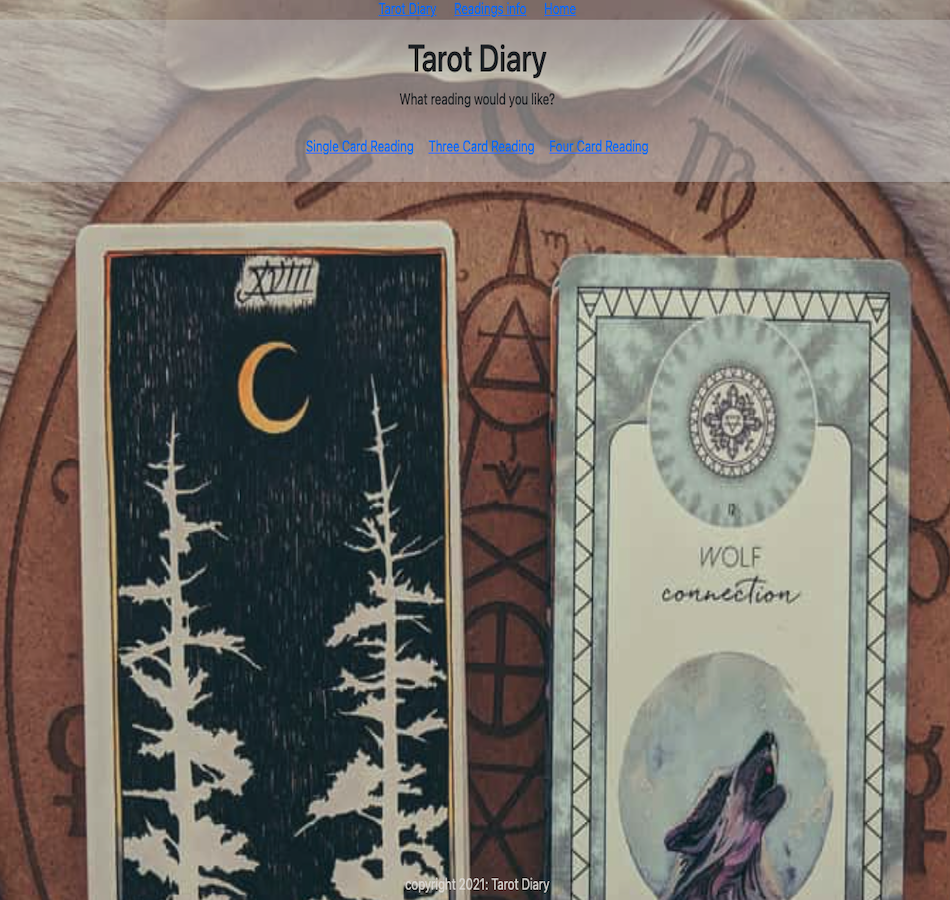 Tarot Diary Readings info Home
Tarot Diary
What reading would you like?
Single Card Reading Three Card Reading Four Card Reading
XVIII
WOLF
connection
copyright 2021: Tarot Diary